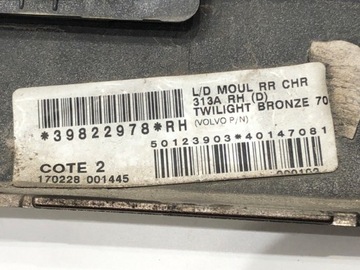 L/D MOUL RR CHR
313A RH (D)
TWILIGHT BRONZE 70
*39822978*RH
(VOLVO P/N)
50123903*40147081
COTE 2
170228 001445